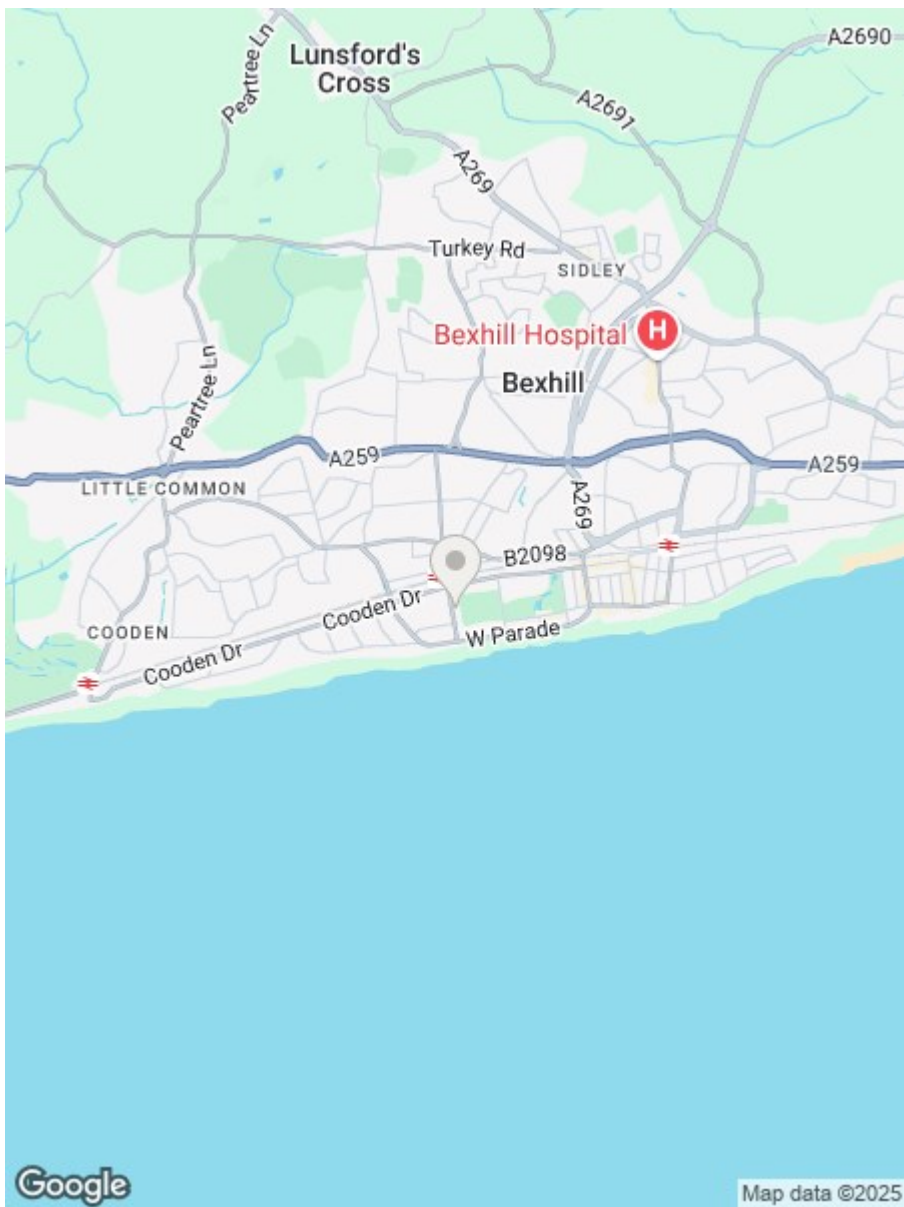 A2690
Lunsford's
Cross
Peartree Ln
A2691
A269
Turkey Rd
SIDLEY
Bexhill Hospital
H
Bexhill
Peartree Ln
A259
A259
LITTLE COMMON
A269
B2098
Cooden Dr
COODEN
W Parade
Cooden Dr
Google
Map data ©2025